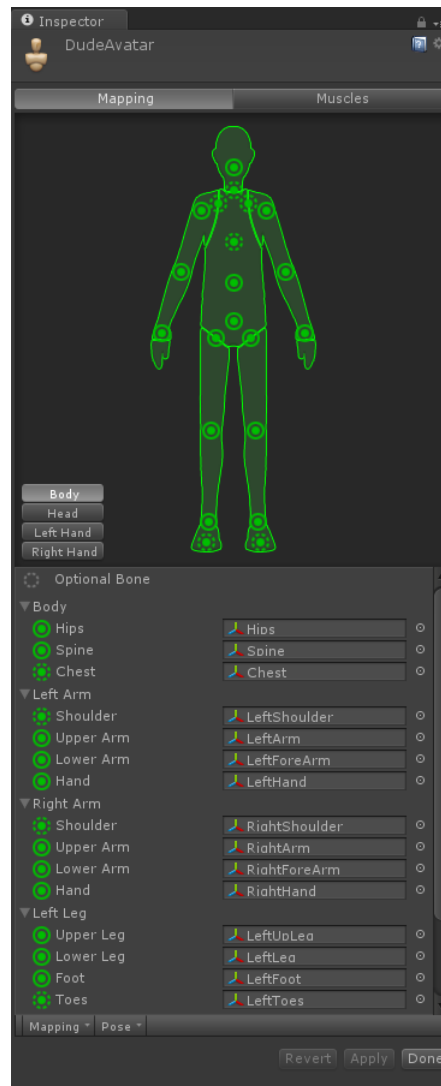 Inspector
DudeAvatar
Mapping Muscles
Body
Head
Left Hand
Right Hand
Optional Bone
Body
Hips Hips
Spine Spine
Chest Chest
Left Arm
Shoulder LeftShoulder
Upper Arm LeftArm
Lower Arm LeftForeArm
Hand LeftHand
Right Arm
Shoulder RightShoulder
Upper Arm RightArm
Lower Arm RightForeArm
Hand RightHand
Left Leg
Upper Leg LeftUpLeg
Lower Leg LeftLeg
Foot LeftFoot
Toes LeftToes
Mapping Pose
Revert Apply Done